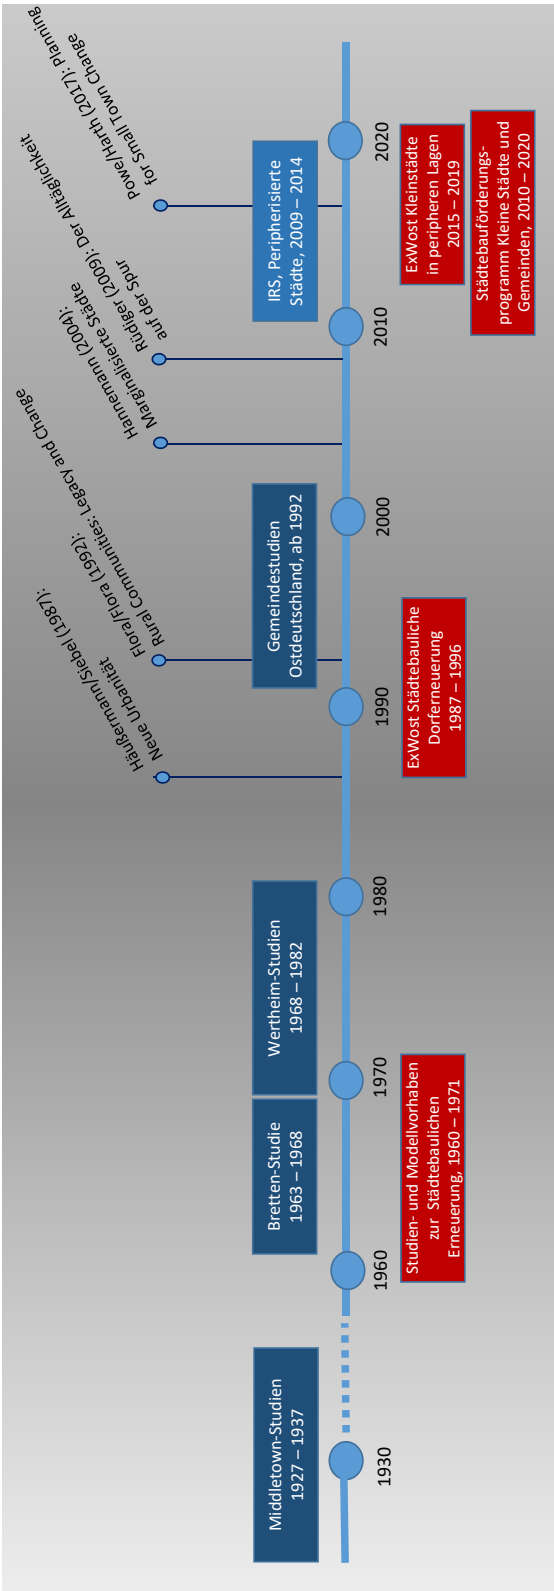 Häußermann/Siebel (1987):
Neue Urbanität
Flora/Flora (1992):
Rural Communities: Legacy and Change
Hannemann (2004):
Marginalisierte Städte
Rüdiger (2009): Der Alltäglichkeit
auf der Spur
Powe/Harth (2017): Planning
for Small Town Change
Middletown-Studien
1927 – 1937
Bretten-Studie
1963 – 1968
Wertheim-Studien
1968 – 1982
Gemeindestudien
Ostdeutschland, ab 1992
IRS, Peripherisierte
Städte, 2009 – 2014
1930
1960
1970
1980
1990
2000
2010
2020
Studien- und Modellvorhaben
zur Städtebaulichen
Erneuerung, 1960 – 1971
ExWost Städtebauliche
Dorferneuerung
1987 – 1996
ExWost Kleinstädte
in peripheren Lagen
2015 – 2019
Städtebauförderungs-
programm Kleine Städte und
Gemeinden, 2010 – 2020